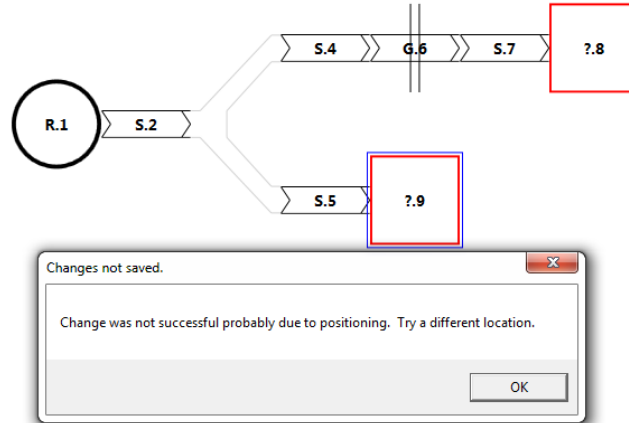 S.4 G.6 S.7 ?.8
R.1 S.2
S.5 ?.9
Changes not saved.
Change was not successful probably due to positioning. Try a different location.
OK